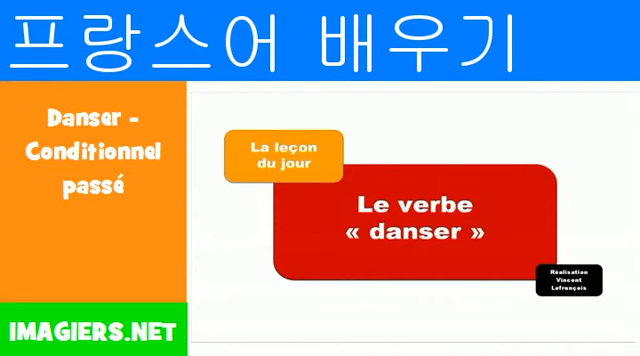 프랑스어 배우기
Danser -
Conditionnel
passé
La leçon
du jour
Le verbe
« danser »
Réalisation
Vincent
Lefrançois
IMAGIERS.NET